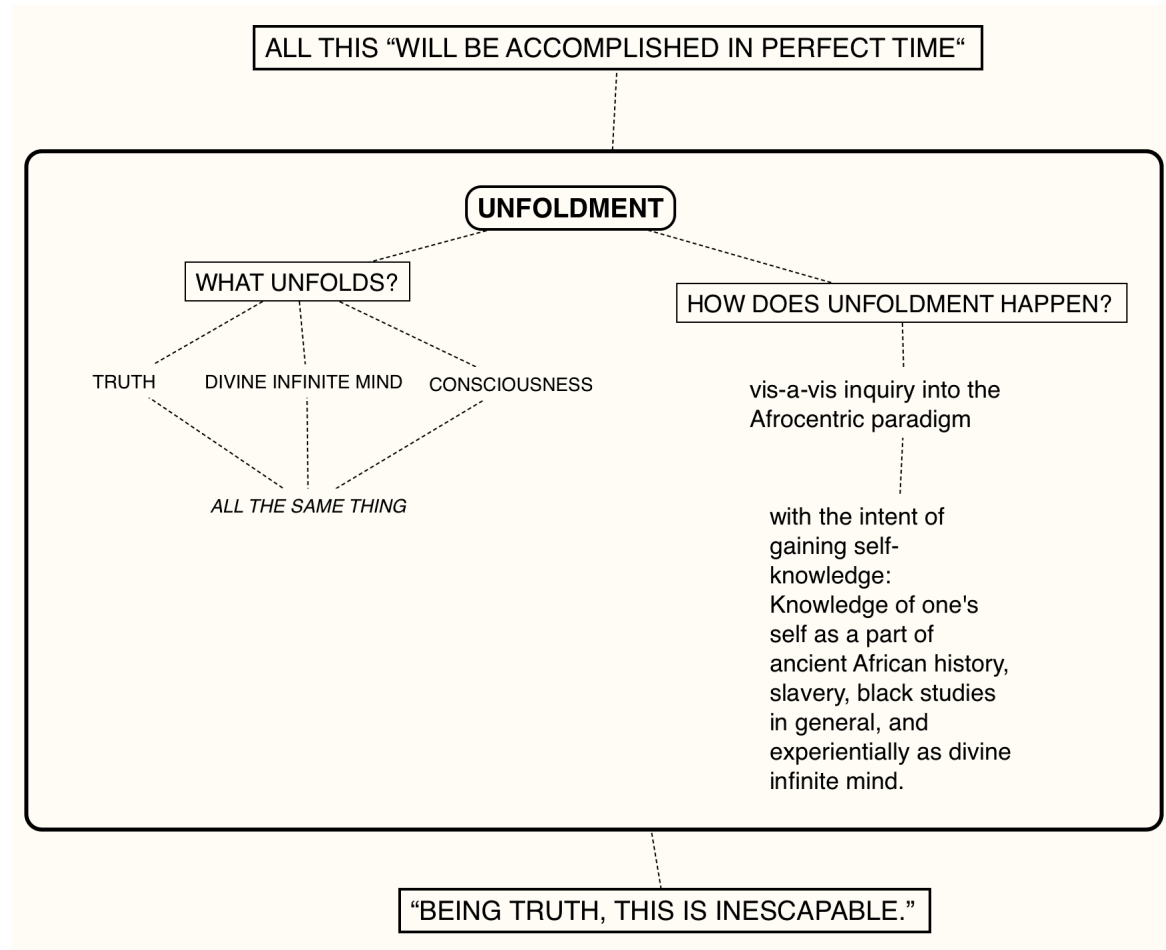 ALL THIS “WILL BE ACCOMPLISHED IN PERFECT TIME“
UNFOLDMENT
WHAT UNFOLDS?
TRUTH
DIVINE INFINITE MIND
CONSCIOUSNESS
ALL THE SAME THING
HOW DOES UNFOLDMENT HAPPEN?
vis-a-vis inquiry into the
Afrocentric paradigm
with the intent of
gaining self-
knowledge:
Knowledge of one's
self as a part of
ancient African history,
slavery, black studies
in general, and
experientially as divine
infinite mind.
“BEING TRUTH, THIS IS INESCAPABLE.”